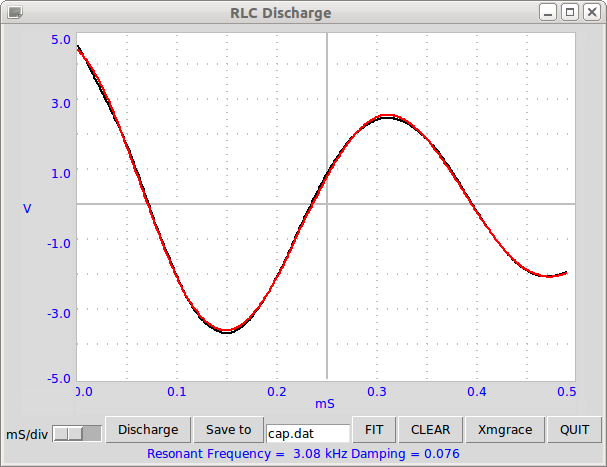 RLC Discharge
5.0
3.0
1.0
V
-1.0
-3.0
-5.0
0.0 0.1 0.2 0.3 0.4 0.5
mS
mS/div Discharge Save to cap.dat FIT CLEAR Xmgrace QUIT
Resonant Frequency = 3.08 kHz Damping = 0.076